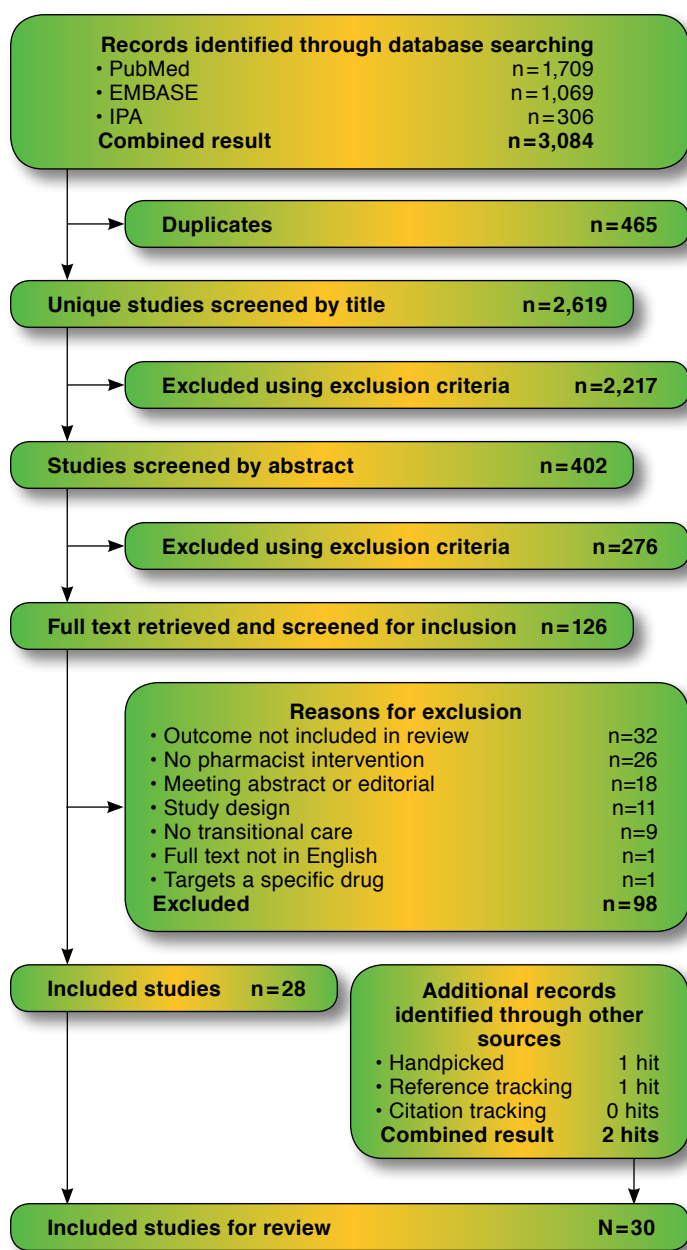 Records identified through database searching
• PubMed n=1,709
• EMBASE n=1,069
• IPA n=306
Combined result n=3,084
Duplicates n=465
Unique studies screened by title n=2,619
Excluded using exclusion criteria n=2,217
Studies screened by abstract n=402
Excluded using exclusion criteria n=276
Full text retrieved and screened for inclusion n=126
Reasons for exclusion
• Outcome not included in review n=32
• No pharmacist intervention n=26
• Meeting abstract or editorial n=18
• Study design n=11
• No transitional care n=9
• Full text not in English n=1
• Targets a specific drug n=1
Excluded n=98
Included studies n=28
Additional records
identified through other
sources
• Handpicked 1 hit
• Reference tracking 1 hit
• Citation tracking 0 hits
Combined result 2 hits
Included studies for review N=30